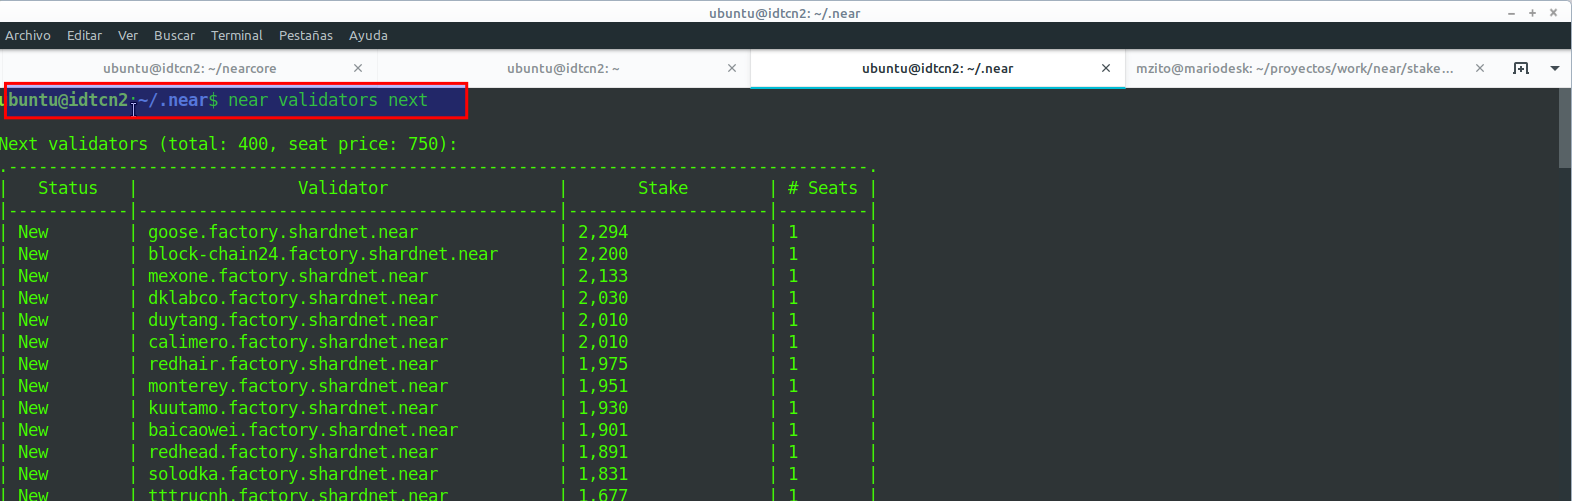 ubuntu@idtcn2: ~/.near
Archivo Editar Ver Buscar Terminal Pestañas Ayuda
ubuntu@idtcn2: ~/nearcore × ubuntu@idtcn2: ~ × ubuntu@idtcn2: ~/.near × mzito@mariodesk: ~/proyectos/work/near/stake... ×
ubuntu@idtcn2:~/.near$ near validators next
Next validators (total: 400, seat price: 750):
.--------------------------------------------------------------------------------------.
|   Status   |                Validator                 |       Stake        | # Seats |
|------------|------------------------------------------|--------------------|---------|
| New        | goose.factory.shardnet.near              | 2,294              | 1       |
| New        | block-chain24.factory.shardnet.near      | 2,200              | 1       |
| New        | mexone.factory.shardnet.near             | 2,133              | 1       |
| New        | dklabco.factory.shardnet.near            | 2,030              | 1       |
| New        | duytang.factory.shardnet.near            | 2,010              | 1       |
| New        | calimero.factory.shardnet.near           | 2,010              | 1       |
| New        | redhair.factory.shardnet.near            | 1,975              | 1       |
| New        | monterey.factory.shardnet.near           | 1,951              | 1       |
| New        | kuutamo.factory.shardnet.near            | 1,930              | 1       |
| New        | baicaowei.factory.shardnet.near          | 1,901              | 1       |
| New        | redhead.factory.shardnet.near            | 1,891              | 1       |
| New        | solodka.factory.shardnet.near            | 1,831              | 1       |
| New        | tttrucnh.factory.shardnet.near           | 1,677              | 1       |